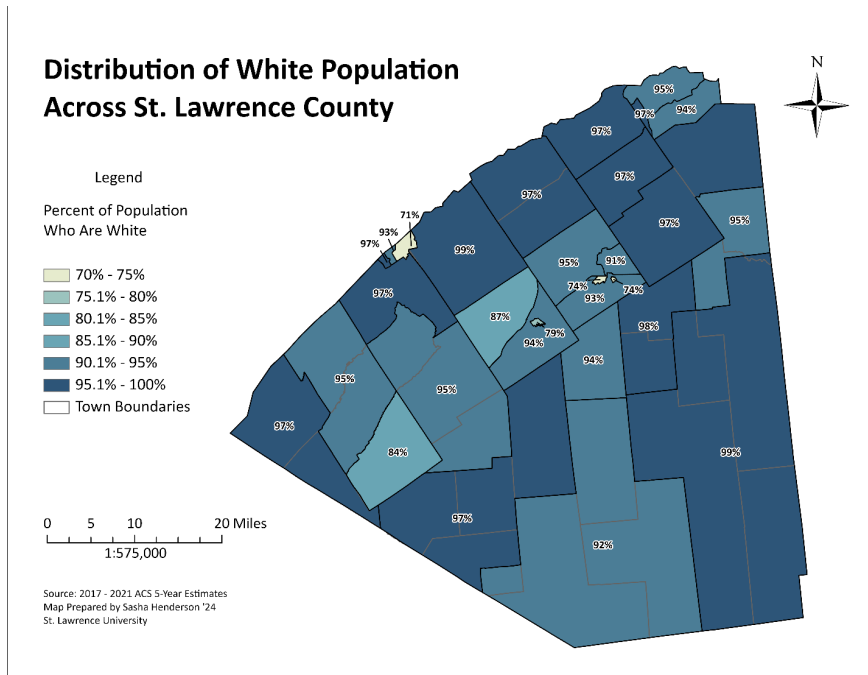 Distribution of White Population
Across St. Lawrence County
N
Legend
Percent of Population
Who Are White
70% - 75%
75.1% - 80%
80.1% - 85%
85.1% - 90%
90.1% - 95%
95.1% - 100%
Town Boundaries
0 5 10 20 Miles
1:575,000
Source: 2017 - 2021 ACS 5-Year Estimates
Map Prepared by Sasha Henderson '24
St. Lawrence University
95%
97%
94%
97%
97%
97%
97%
95%
71%
93%
97%
99%
95%
91%
74%
74%
93%
97%
87%
79%
94%
98%
94%
95%
95%
97%
84%
99%
97%
92%